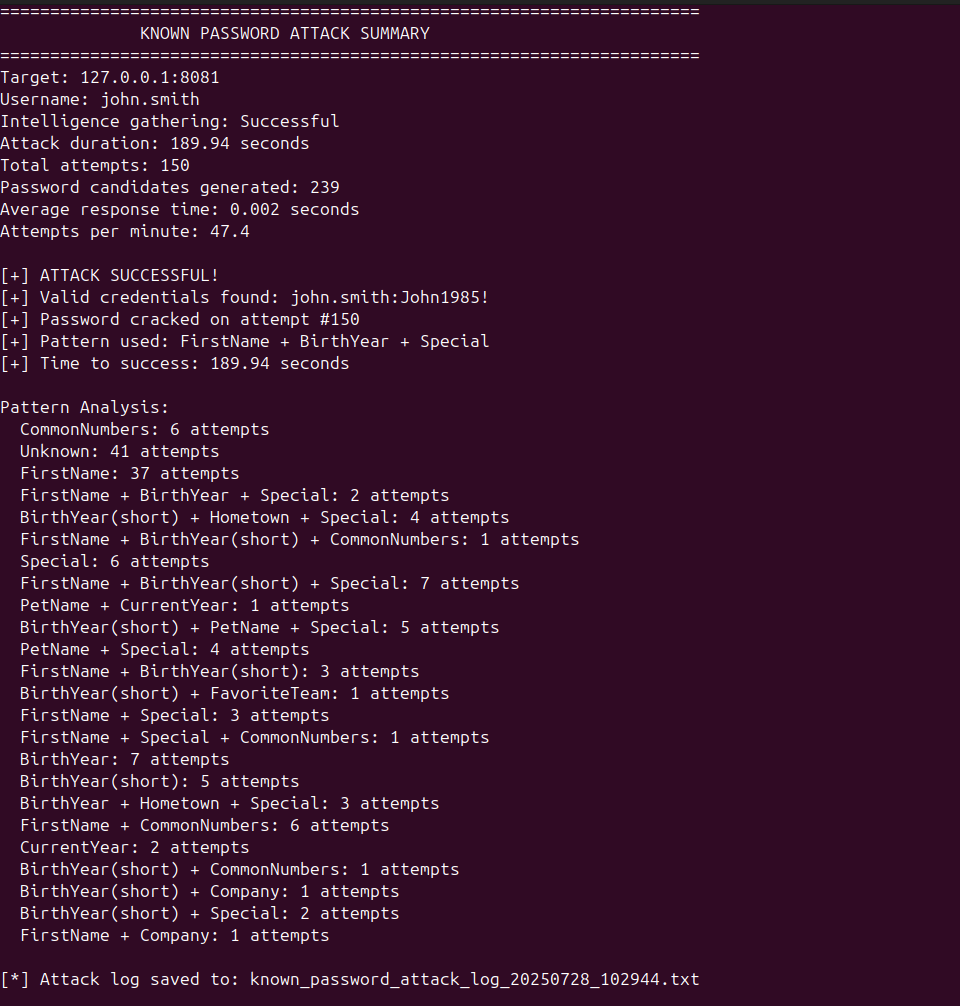 ======================================================================
KNOWN PASSWORD ATTACK SUMMARY
======================================================================
Target: 127.0.0.1:8081
Username: john.smith
Intelligence gathering: Successful
Attack duration: 189.94 seconds
Total attempts: 150
Password candidates generated: 239
Average response time: 0.002 seconds
Attempts per minute: 47.4
[+] ATTACK SUCCESSFUL!
[+] Valid credentials found: john.smith:John1985!
[+] Password cracked on attempt #150
[+] Pattern used: FirstName + BirthYear + Special
[+] Time to success: 189.94 seconds
Pattern Analysis:
CommonNumbers: 6 attempts
Unknown: 41 attempts
FirstName: 37 attempts
FirstName + BirthYear + Special: 2 attempts
BirthYear(short) + Hometown + Special: 4 attempts
FirstName + BirthYear(short) + CommonNumbers: 1 attempts
Special: 6 attempts
FirstName + BirthYear(short) + Special: 7 attempts
PetName + CurrentYear: 1 attempts
BirthYear(short) + PetName + Special: 5 attempts
PetName + Special: 4 attempts
FirstName + BirthYear(short): 3 attempts
BirthYear(short) + FavoriteTeam: 1 attempts
FirstName + Special: 3 attempts
FirstName + Special + CommonNumbers: 1 attempts
BirthYear: 7 attempts
BirthYear(short): 5 attempts
BirthYear + Hometown + Special: 3 attempts
FirstName + CommonNumbers: 6 attempts
CurrentYear: 2 attempts
BirthYear(short) + CommonNumbers: 1 attempts
BirthYear(short) + Company: 1 attempts
BirthYear(short) + Special: 2 attempts
FirstName + Company: 1 attempts
[*] Attack log saved to: known_password_attack_log_20250728_102944.txt